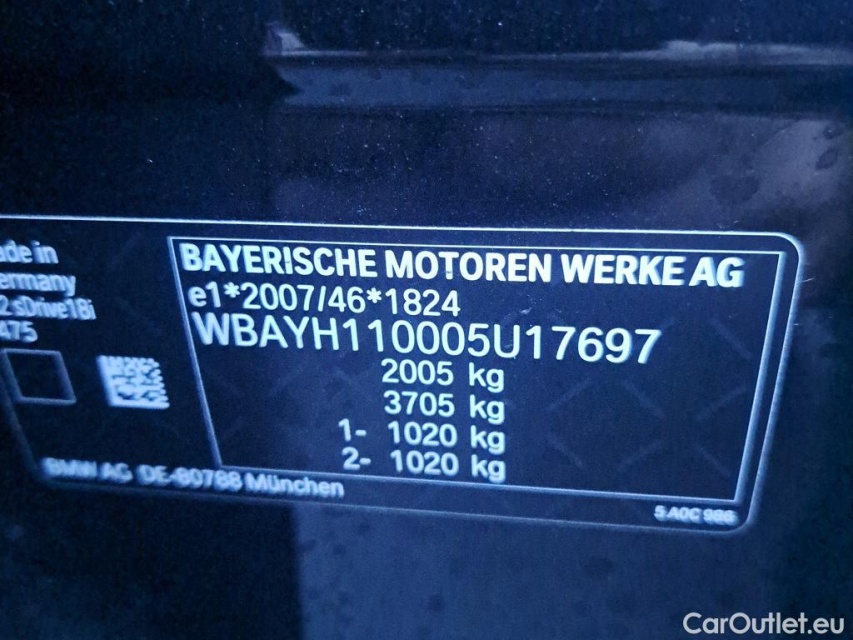 ade in
ermany
2 sDrive18i
475
BAYERISCHE MOTOREN WERKE AG
e1*2007/46*1824
WBAYH110005U17697
2005 kg
3705 kg
1- 1020 kg
2- 1020 kg
BMW AG DE-80788 München
5 A0C 986
CarOutlet.eu